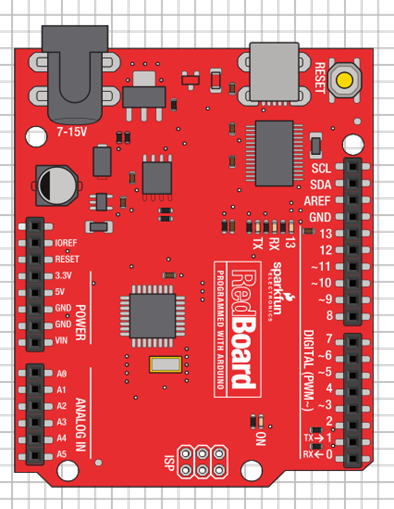 7-15V
RESET
SCL
SDA
AREF
GND
13
12
~11
~10
~9
8
7
~6
~5
4
~3
2
TX→1
RX←0
DIGITAL (PWM~)
TX
RX
13
IOREF
RESET
3.3V
5V
GND
GND
VIN
POWER
A0
A1
A2
A3
A4
A5
ANALOG IN
sparkfun
ELECTRONICS
RedBoard
PROGRAMMED WITH ARDUINO
ON
ISP